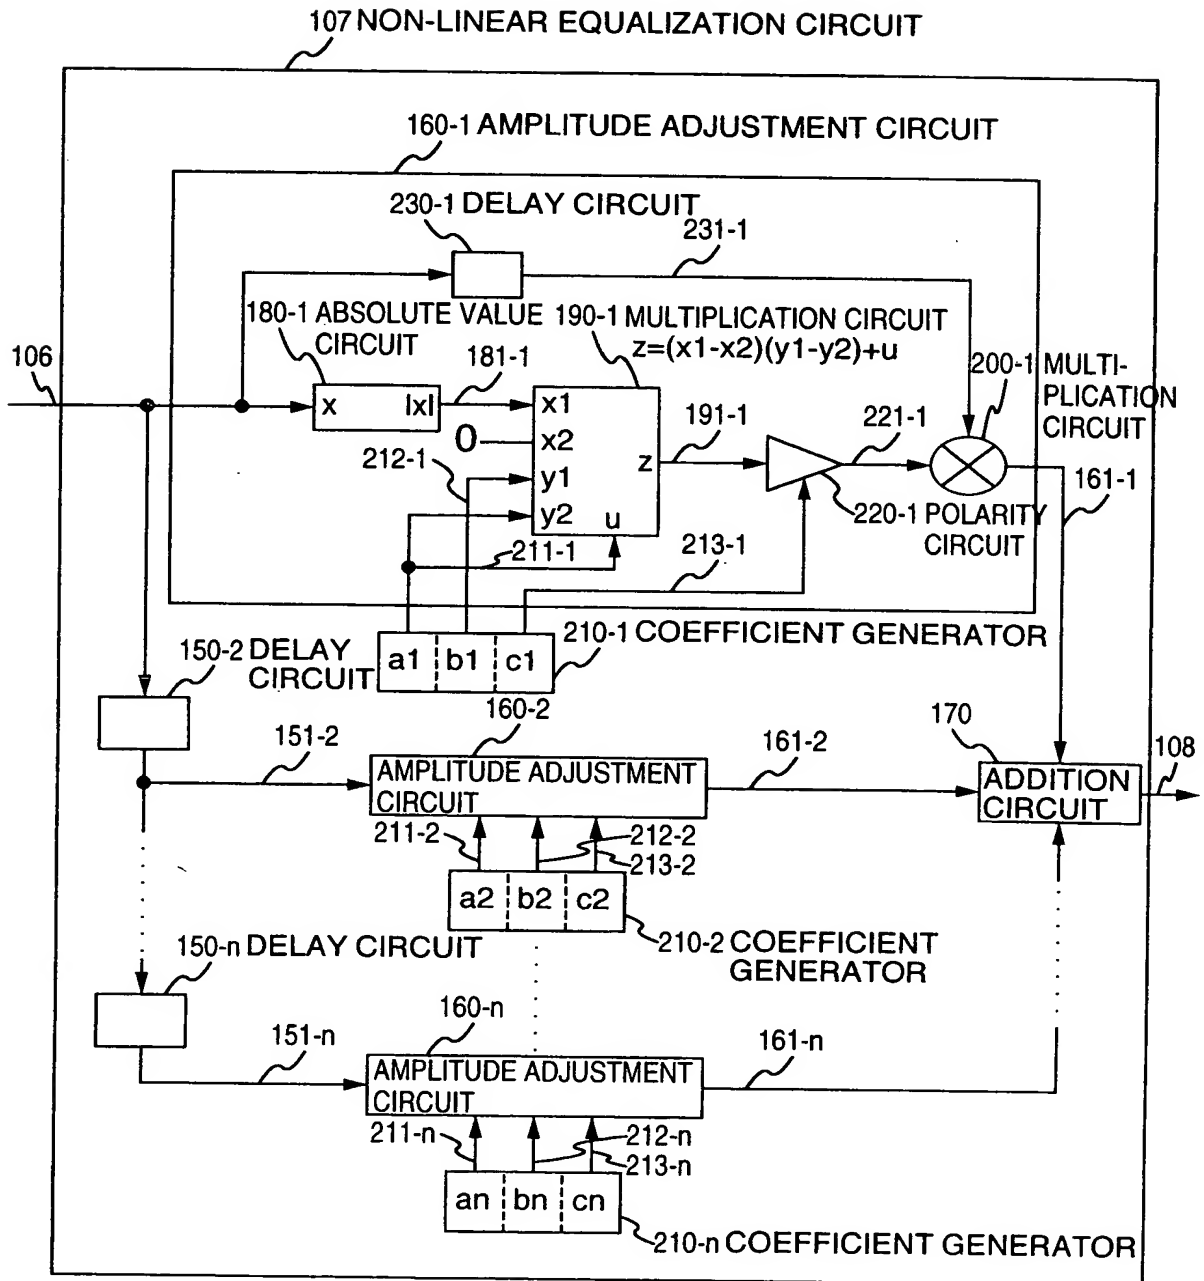 107 NON-LINEAR EQUALIZATION CIRCUIT
160-1 AMPLITUDE ADJUSTMENT CIRCUIT
230-1 DELAY CIRCUIT
231-1
180-1 ABSOLUTE VALUE
CIRCUIT
190-1 MULTIPLICATION CIRCUIT
z=(x1-x2)(y1-y2)+u
106
181-1
200-1 MULTI-
PLICATION
CIRCUIT
x |x|
x1
0
x2
191-1
221-1
212-1
z
y1
161-1
y2
u
220-1 POLARITY
CIRCUIT
211-1
213-1
210-1 COEFFICIENT GENERATOR
a1 b1 c1
150-2 DELAY
CIRCUIT
160-2
170
151-2
161-2
108
AMPLITUDE ADJUSTMENT
CIRCUIT
ADDITION
CIRCUIT
211-2
212-2
213-2
a2 b2 c2
150-n DELAY CIRCUIT
210-2 COEFFICIENT
GENERATOR
160-n
151-n
161-n
AMPLITUDE ADJUSTMENT
CIRCUIT
211-n
212-n
213-n
an bn cn
210-n COEFFICIENT GENERATOR